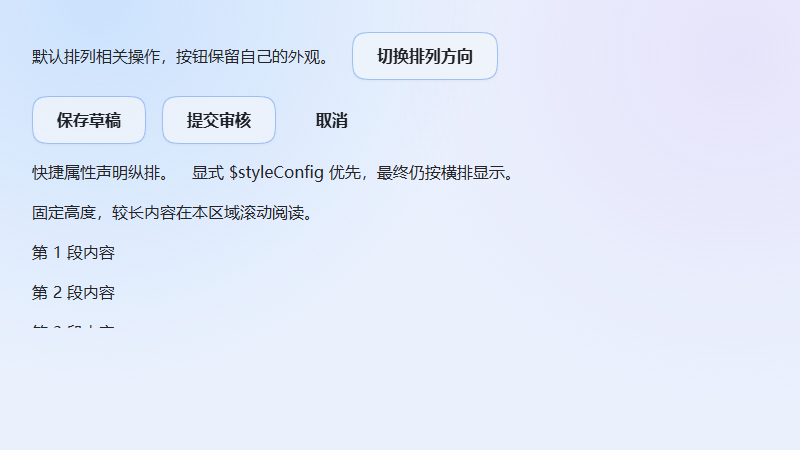 默认排列相关操作，按钮保留自己的外观。 切换排列方向
保存草稿 提交审核 取消
快捷属性声明纵排。 显式 $styleConfig 优先，最终仍按横排显示。
固定高度，较长内容在本区域滚动阅读。
第 1 段内容
第 2 段内容